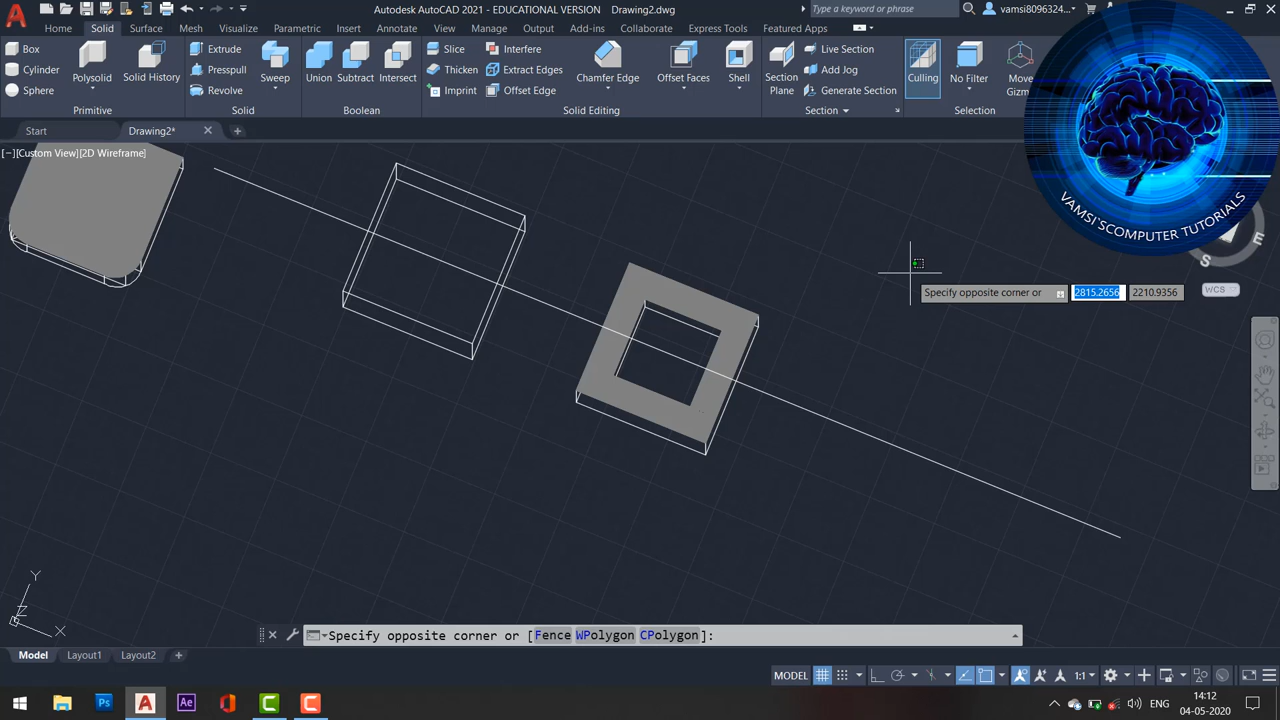 Autodesk AutoCAD 2021 - EDUCATIONAL VERSION Drawing2.dwg
Type a keyword or phrase
vamsi8096324...
Home Solid Surface Mesh Visualize Parametric Insert Annotate View Manage Output Add-ins Collaborate Express Tools Featured Apps
Box
Cylinder
Sphere
Polysolid
Solid History
Primitive
Extrude
Presspull
Revolve
Sweep
Solid
Union
Subtract
Intersect
Boolean
Slice
Thicken
Imprint
Interfere
Extract Edges
Offset Edge
Chamfer Edge
Offset Faces
Shell
Solid Editing
Section
Plane
Live Section
Add Jog
Generate Section
Section
Culling
No Filter
Move
Gizm
Selection
Start
Drawing2*
[−][Custom View][2D Wireframe]
VAMSI`SCOMPUTER TUTORIALS
E
S
WCS
Specify opposite corner or
2815.2656
2210.9356
Y
Z
X
Specify opposite corner or [Fence WPolygon CPolygon]:
Model Layout1 Layout2
MODEL
1:1
Ps
A
Ae
ENG
14:12
04-05-2020